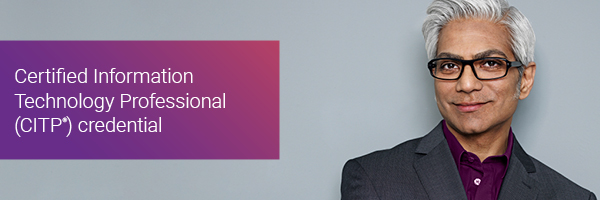 Certified Information
Technology Professional
(CITP®) credential